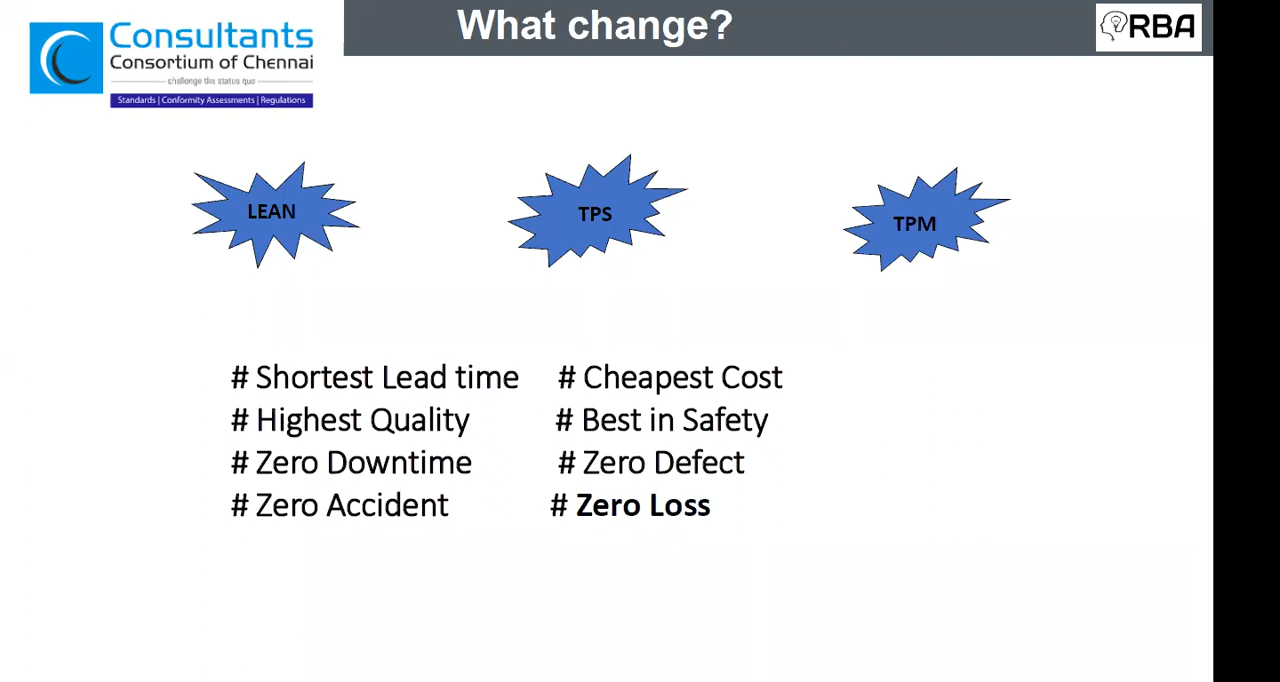 What change?
Consultants
Consortium of Chennai
challenge the status quo
Standards | Conformity Assessments | Regulations
RBA
LEAN
TPS
TPM
# Shortest Lead time # Cheapest Cost
# Highest Quality # Best in Safety
# Zero Downtime # Zero Defect
# Zero Accident # Zero Loss